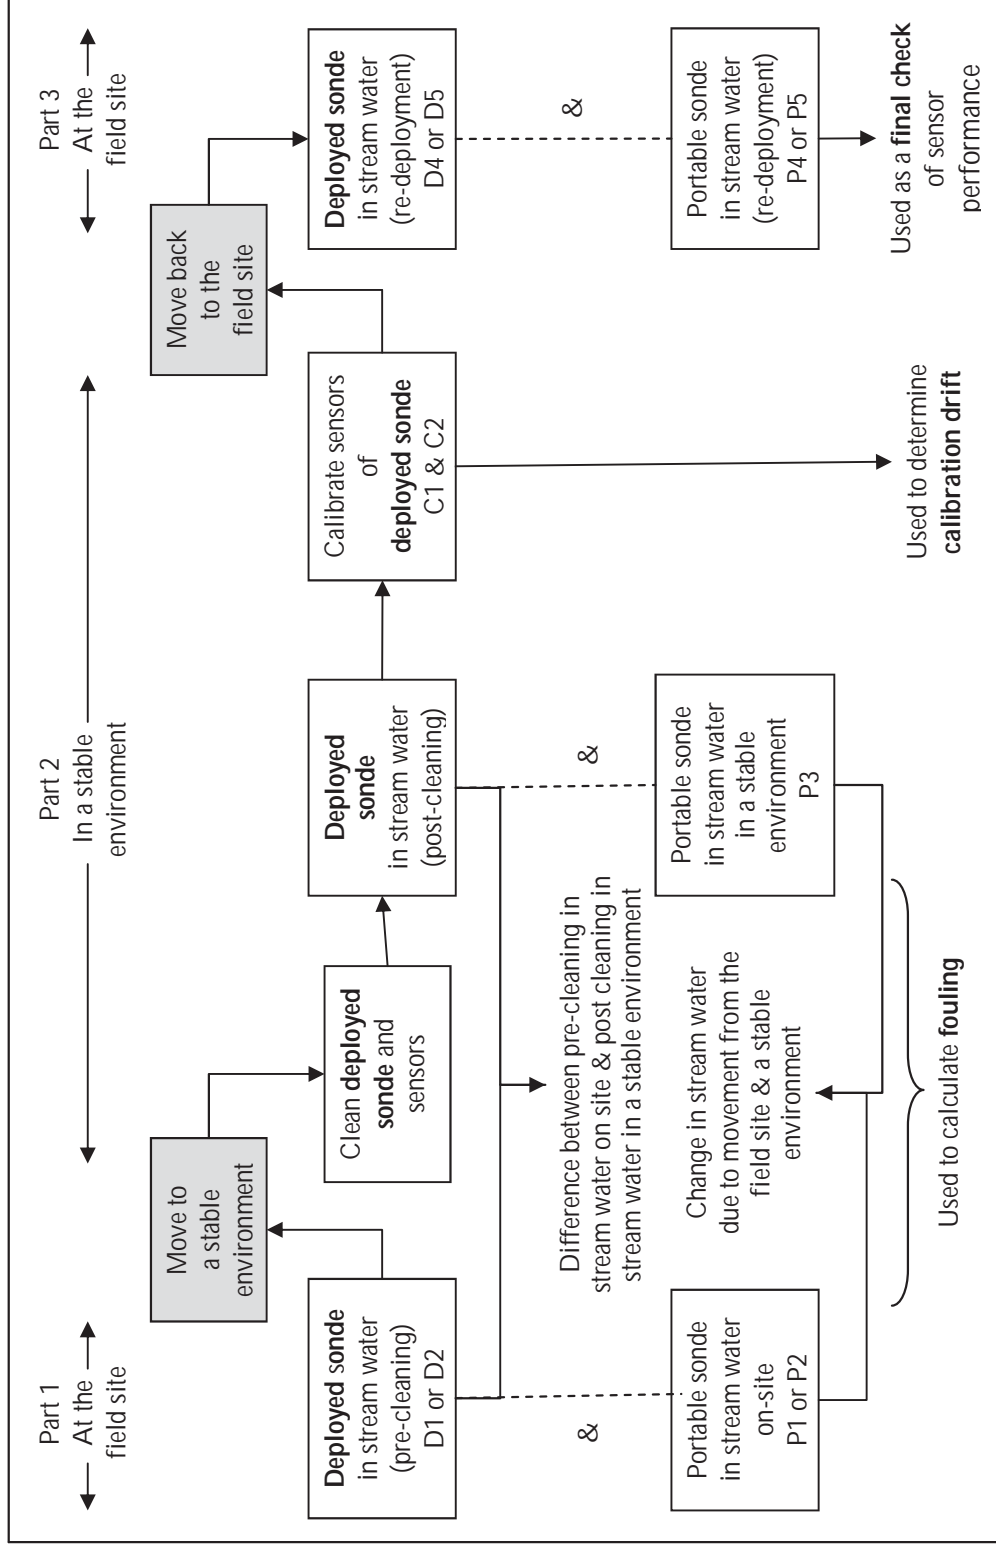 Part 1
At the
field site
Part 2
In a stable
environment
Part 3
At the
field site
Move to
a stable
environment
Move back
to the
field site
Deployed sonde
in stream water
(pre-cleaning)
D1 or D2
Clean deployed
sonde and
sensors
Deployed
sonde
in stream water
(post-cleaning)
Calibrate sensors
of
deployed sonde
C1 & C2
Deployed sonde
in stream water
(re-deployment)
D4 or D5
&
Difference between pre-cleaning in
stream water on site & post cleaning in
stream water in a stable environment
&
&
Portable sonde
in stream water
on-site
P1 or P2
Change in stream water
due to movement from the
field site & a stable
environment
Portable sonde
in stream water
in a stable
environment
P3
Portable sonde
in stream water
(re-deployment)
P4 or P5
Used to calculate fouling
Used to determine
calibration drift
Used as a final check
of sensor
performance